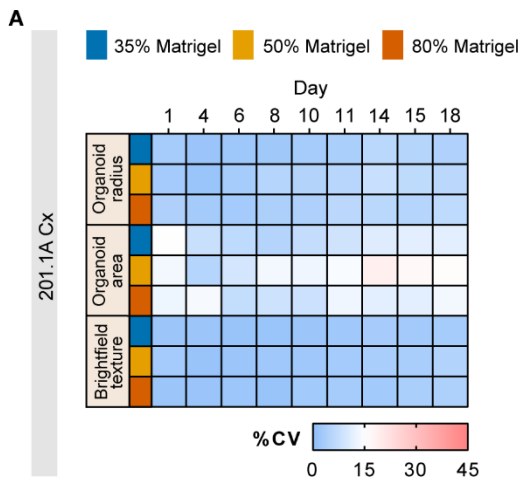 A
35% Matrigel 50% Matrigel 80% Matrigel
Day
1 4 6 8 10 11 14 15 18
201.1A Cx
Organoid
radius
Organoid
area
Brightfield
texture
%CV
0 15 30 45